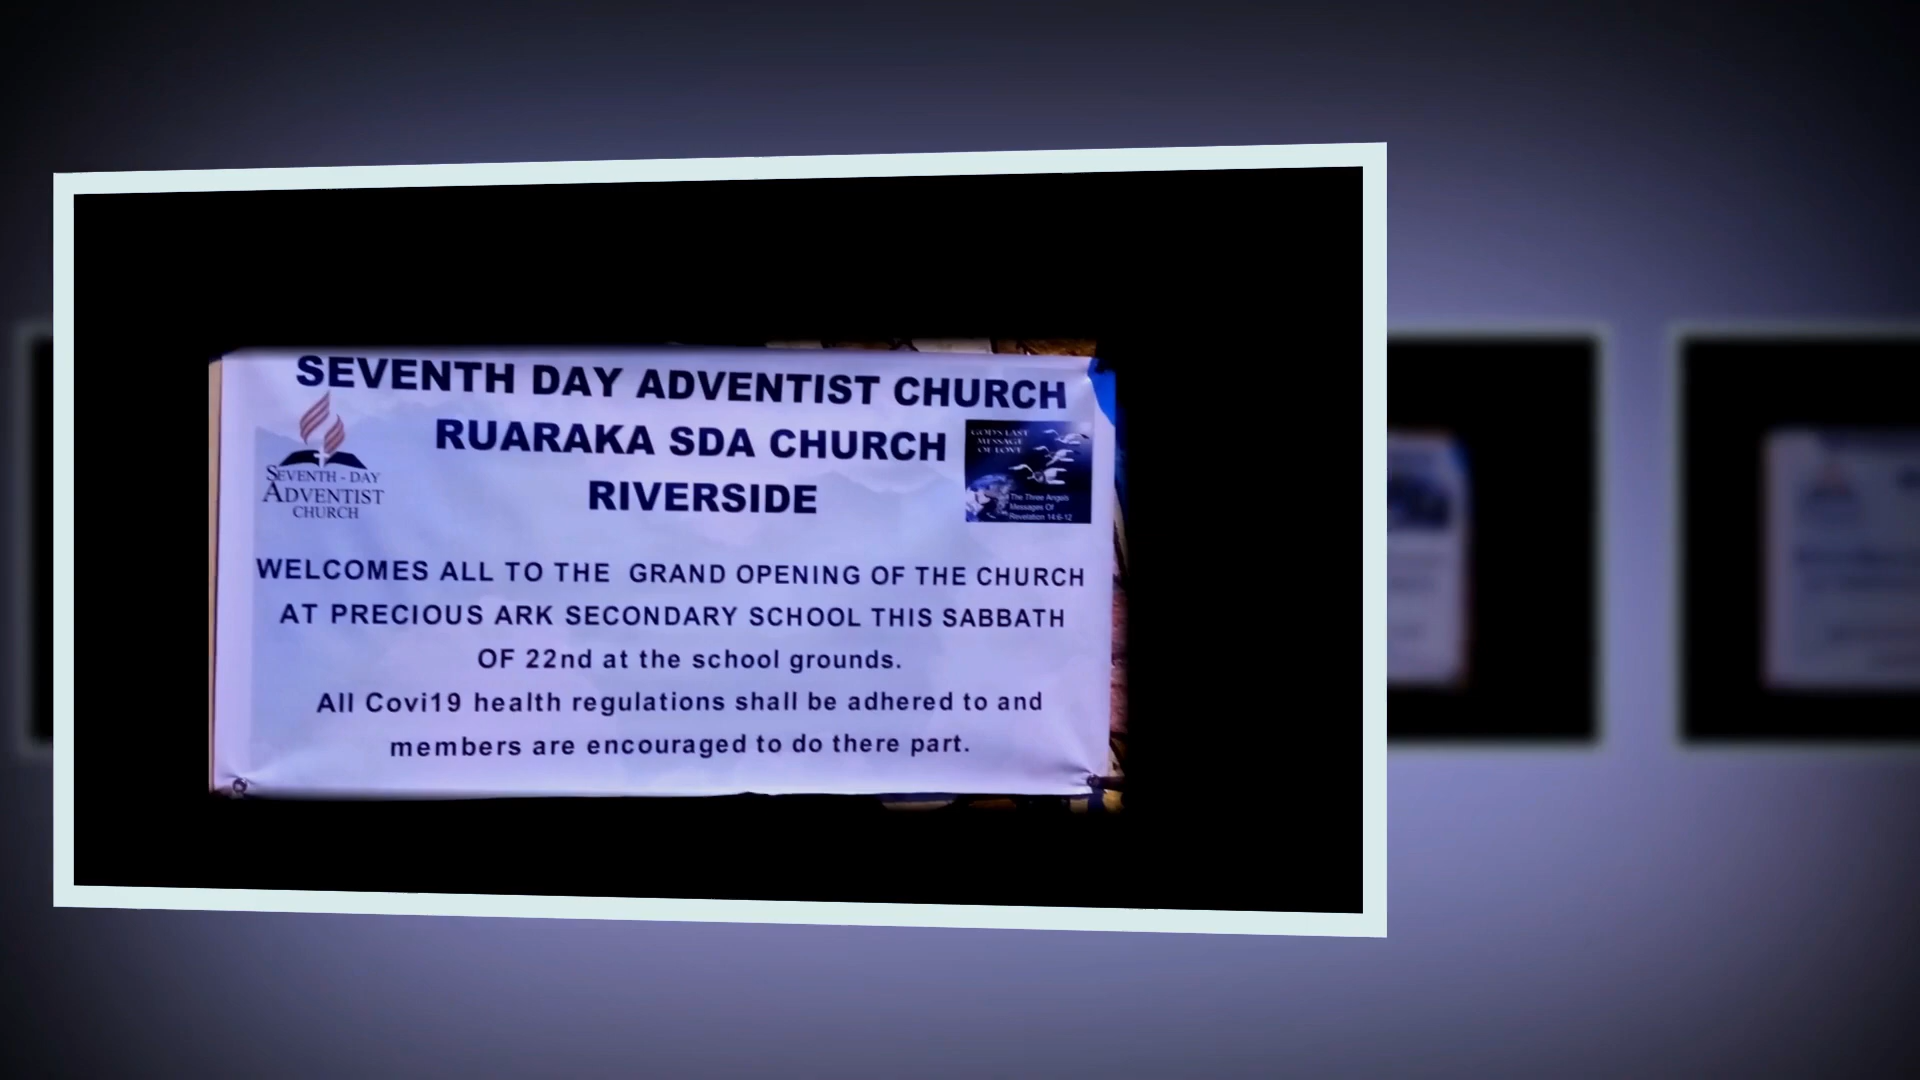 SEVENTH DAY ADVENTIST CHURCH
RUARAKA SDA CHURCH
RIVERSIDE
SEVENTH - DAY
ADVENTIST
CHURCH
GOD'S LAST
MESSAGE
OF LOVE
The Three Angels
Messages Of
Revelation 14:6-12
WELCOMES ALL TO THE GRAND OPENING OF THE CHURCH
AT PRECIOUS ARK SECONDARY SCHOOL THIS SABBATH
OF 22nd at the school grounds.
All Covi19 health regulations shall be adhered to and
members are encouraged to do there part.